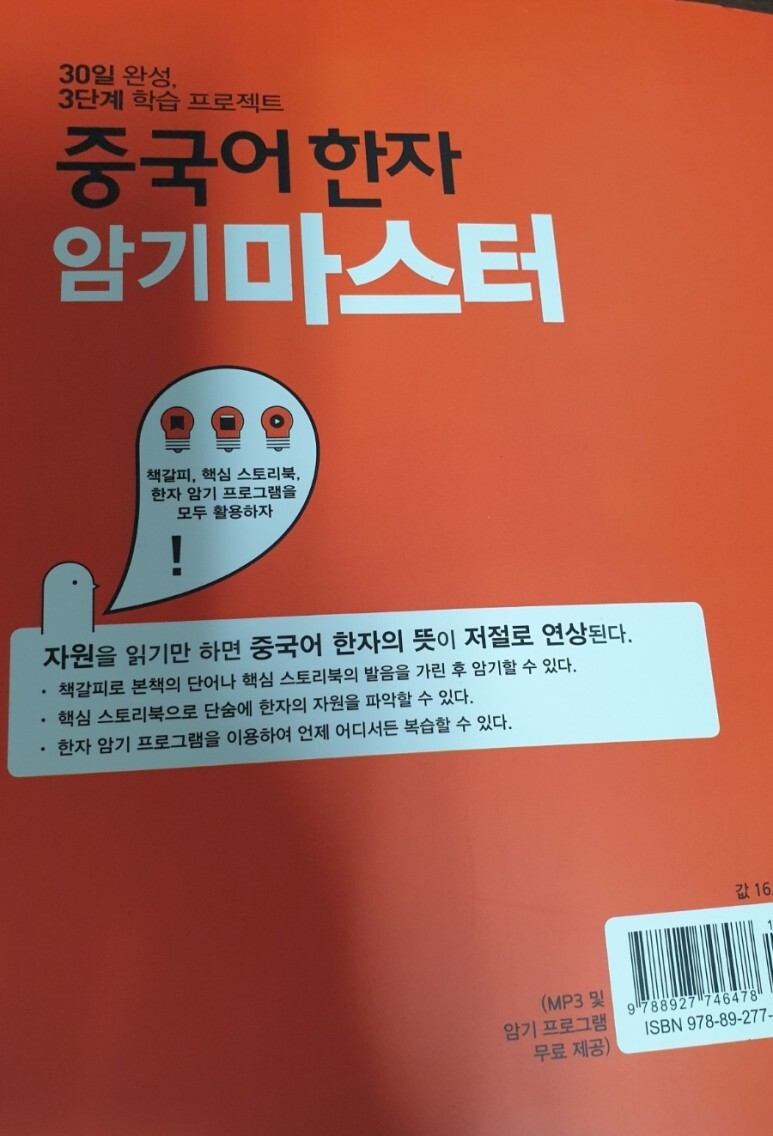 30일 완성,
3단계 학습 프로젝트
중국어 한자
암기마스터
책갈피, 핵심 스토리북,
한자 암기 프로그램을
모두 활용하자
!
자원을 읽기만 하면 중국어 한자의 뜻이 저절로 연상된다.
· 책갈피로 본책의 단어나 핵심 스토리북의 발음을 가린 후 암기할 수 있다.
· 핵심 스토리북으로 단숨에 한자의 자원을 파악할 수 있다.
· 한자 암기 프로그램을 이용하여 언제 어디서든 복습할 수 있다.
값 16,
1
9 788927 746478
ISBN 978-89-277-
(MP3 및
암기 프로그램
무료 제공)